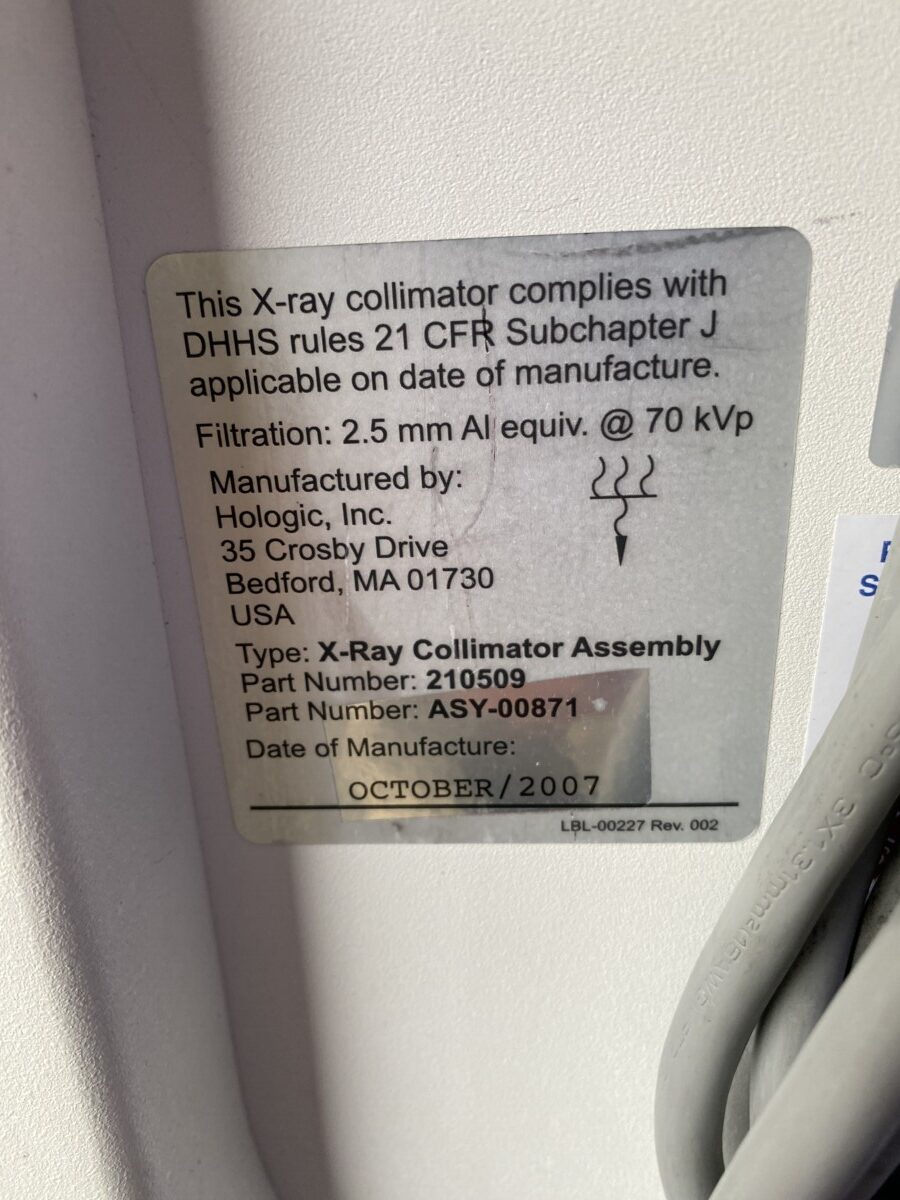 This X-ray collimator complies with
DHHS rules 21 CFR Subchapter J
applicable on date of manufacture.
Filtration: 2.5 mm Al equiv. @ 70 kVp
Manufactured by:
Hologic, Inc.
35 Crosby Drive
Bedford, MA 01730
USA
Type: X-Ray Collimator Assembly
Part Number: 210509
Part Number: ASY-00871
Date of Manufacture:
OCTOBER/2007
LBL-00227 Rev. 002